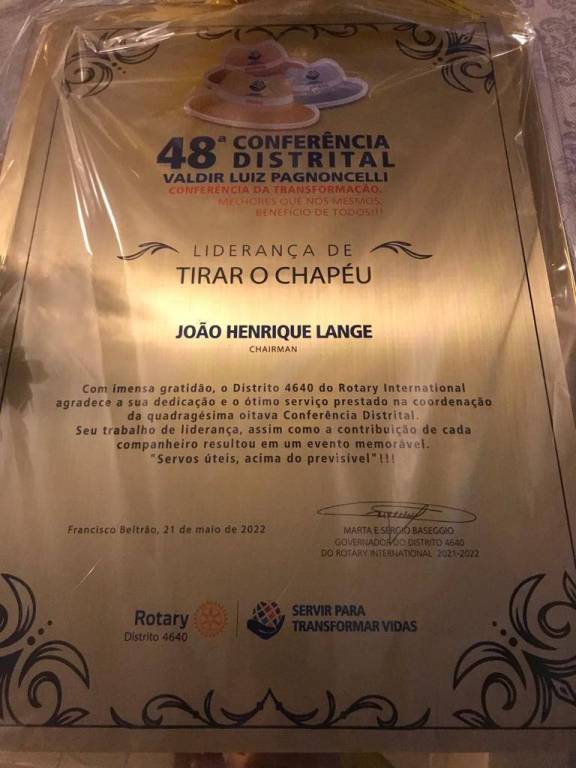 48ª CONFERÊNCIA
DISTRITAL
VALDIR LUIZ PAGNONCELLI
CONFERÊNCIA DA TRANSFORMAÇÃO.
MELHORES QUE NOS MESMOS,
BENEFICIO DE TODOS!!!
LIDERANÇA DE
TIRAR O CHAPÉU
JOÃO HENRIQUE LANGE
CHAIRMAN
Com imensa gratidão, o Distrito 4640 do Rotary International
agradece a sua dedicação e o ótimo serviço prestado na coordenação
da quadragésima oitava Conferência Distrital.
Seu trabalho de liderança, assim como a contribuição de cada
companheiro resultou em um evento memorável.
"Servos úteis, acima do previsível"!!!
Francisco Beltrão, 21 de maio de 2022
MARTA E SERGIO BASEGGIO
GOVERNADOR DO DISTRITO 4640
DO ROTARY INTERNATIONAL 2021-2022
Rotary
Distrito 4640
SERVIR PARA
TRANSFORMAR VIDAS